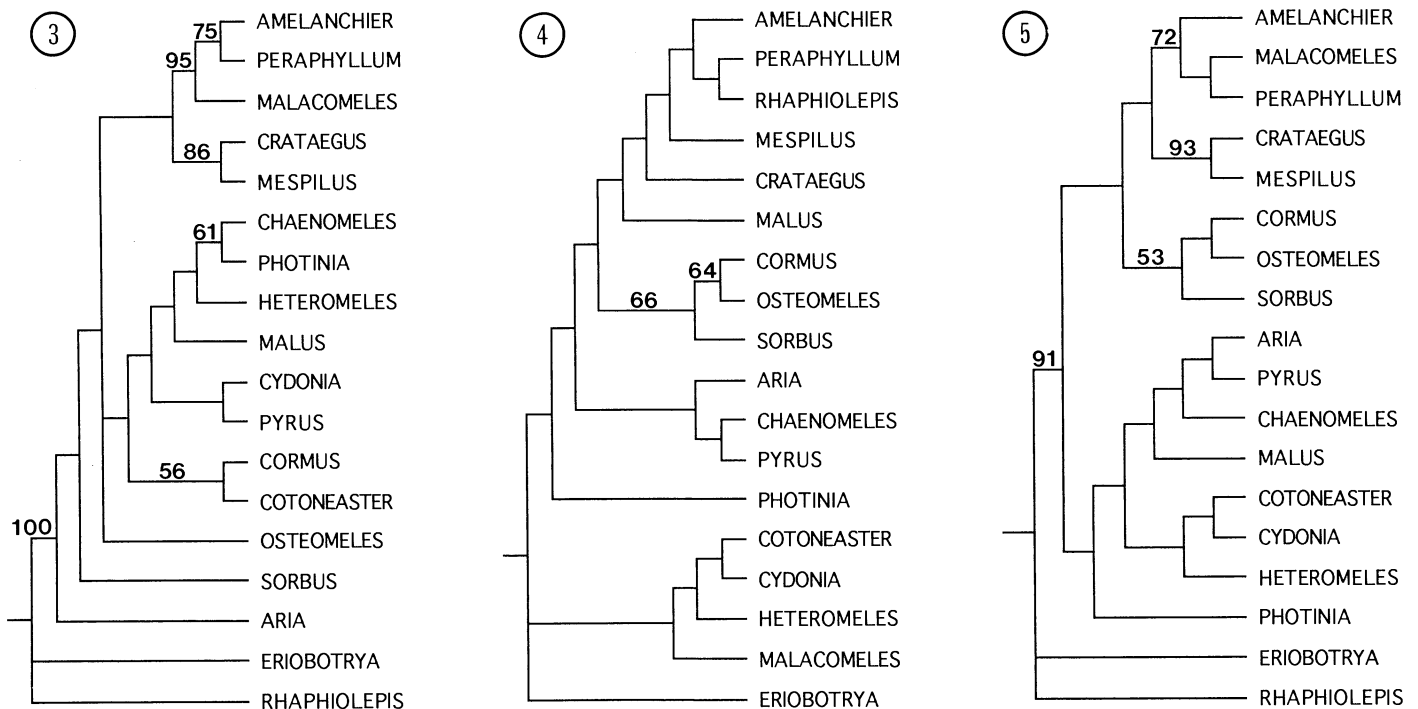 3
75
95
86
61
56
100
AMELANCHIER
PERAPHYLLUM
MALACOMELES
CRATAEGUS
MESPILUS
CHAENOMELES
PHOTINIA
HETEROMELES
MALUS
CYDONIA
PYRUS
CORMUS
COTONEASTER
OSTEOMELES
SORBUS
ARIA
ERIOBOTRYA
RHAPHIOLEPIS
4
64
66
AMELANCHIER
PERAPHYLLUM
RHAPHIOLEPIS
MESPILUS
CRATAEGUS
MALUS
CORMUS
OSTEOMELES
SORBUS
ARIA
CHAENOMELES
PYRUS
PHOTINIA
COTONEASTER
CYDONIA
HETEROMELES
MALACOMELES
ERIOBOTRYA
5
72
93
53
91
AMELANCHIER
MALACOMELES
PERAPHYLLUM
CRATAEGUS
MESPILUS
CORMUS
OSTEOMELES
SORBUS
ARIA
PYRUS
CHAENOMELES
MALUS
COTONEASTER
CYDONIA
HETEROMELES
PHOTINIA
ERIOBOTRYA
RHAPHIOLEPIS